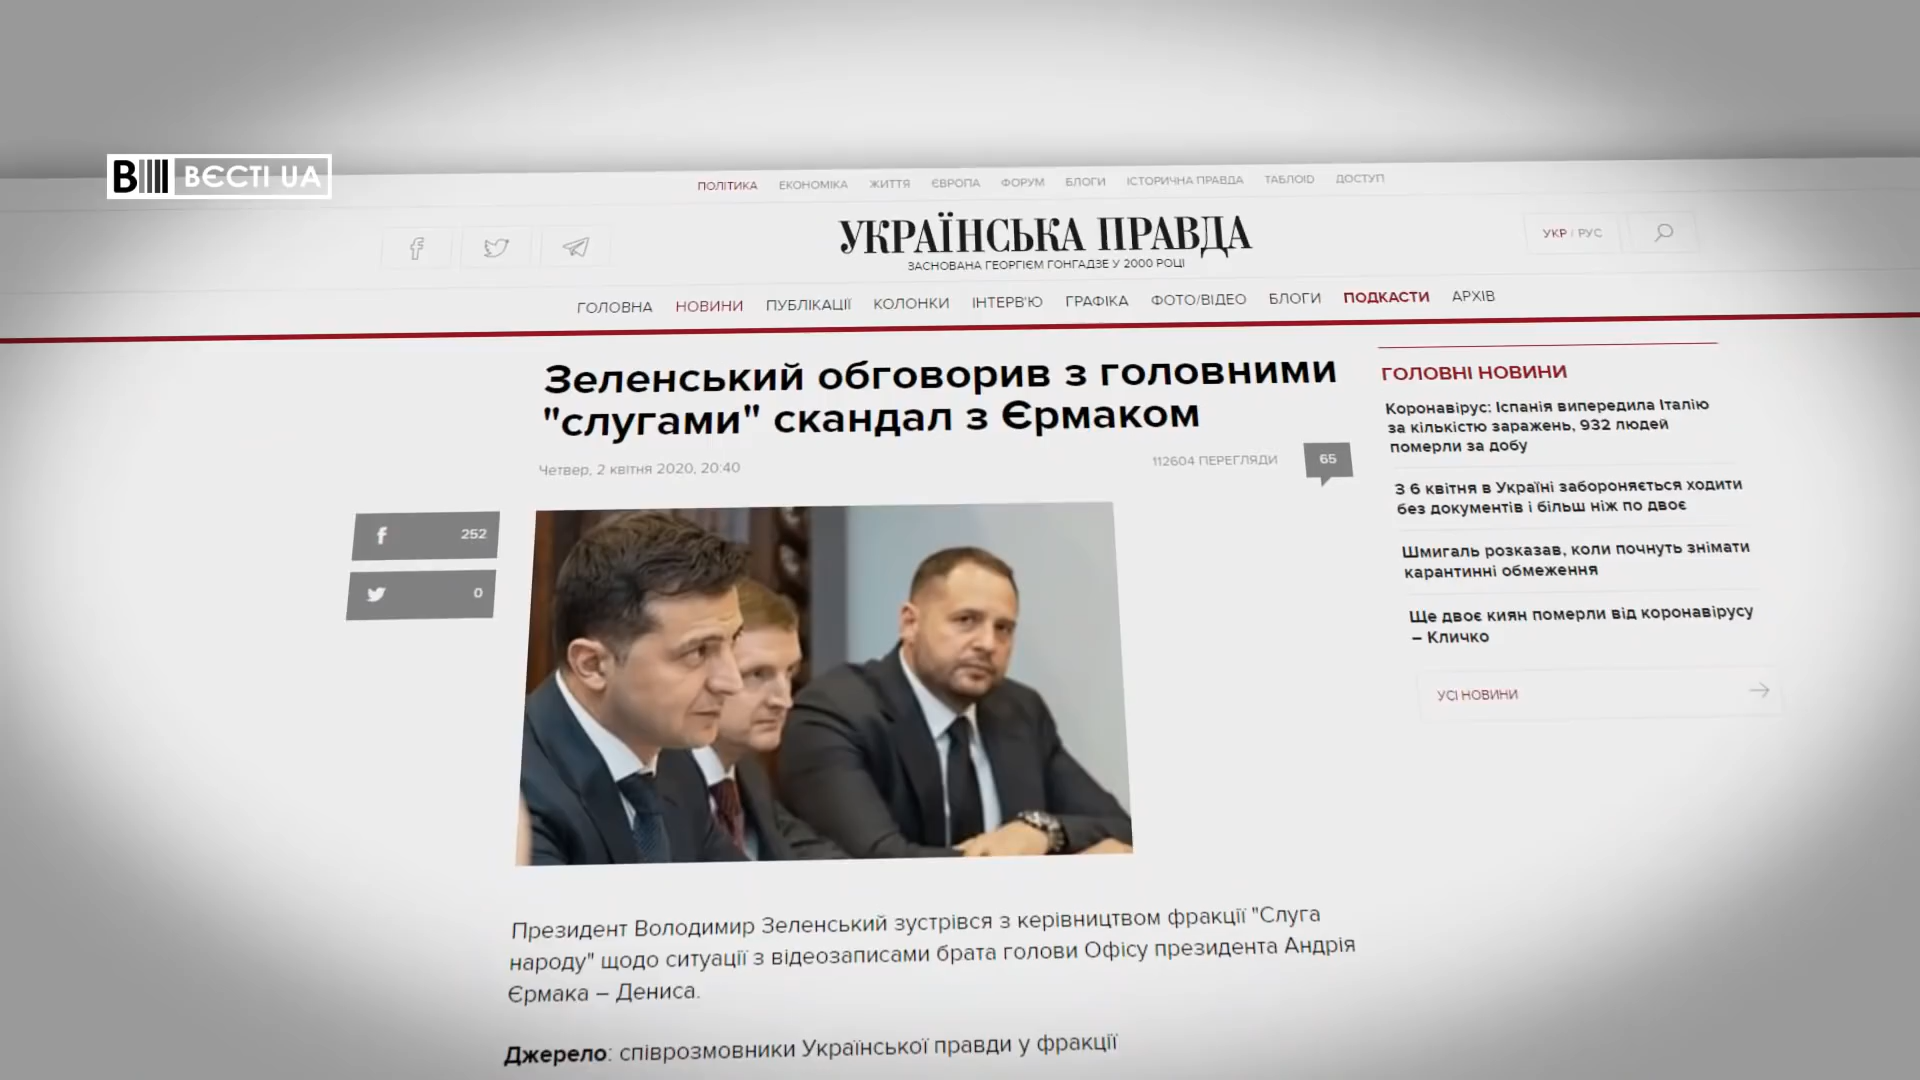 ВЄСТІ UA
ПОЛІТИКА ЕКОНОМІКА ЖИТТЯ ЄВРОПА ФОРУМ БЛОГИ ІСТОРИЧНА ПРАВДА ТАБЛОІD ДОСТУП
УКРАЇНСЬКА ПРАВДА
ЗАСНОВАНА ГЕОРГІЄМ ГОНГАДЗЕ У 2000 РОЦІ
УКР / РУС
ГОЛОВНА НОВИНИ ПУБЛІКАЦІЇ КОЛОНКИ ІНТЕРВ'Ю ГРАФІКА ФОТО/ВІДЕО БЛОГИ ПОДКАСТИ АРХІВ
Зеленський обговорив з головними
"слугами" скандал з Єрмаком
Четвер, 2 квітня 2020, 20:40
112604 ПЕРЕГЛЯДИ
65
252
0
Президент Володимир Зеленський зустрівся з керівництвом фракції "Слуга
народу" щодо ситуації з відеозаписами брата голови Офісу президента Андрія
Єрмака – Дениса.
Джерело: співрозмовники Української правди у фракції
ГОЛОВНІ НОВИНИ
Коронавірус: Іспанія випередила Італію
за кількістю заражень, 932 людей
померли за добу
З 6 квітня в Україні забороняється ходити
без документів і більш ніж по двоє
Шмигаль розказав, коли почнуть знімати
карантинні обмеження
Ще двоє киян померли від коронавірусу
– Кличко
УСІ НОВИНИ